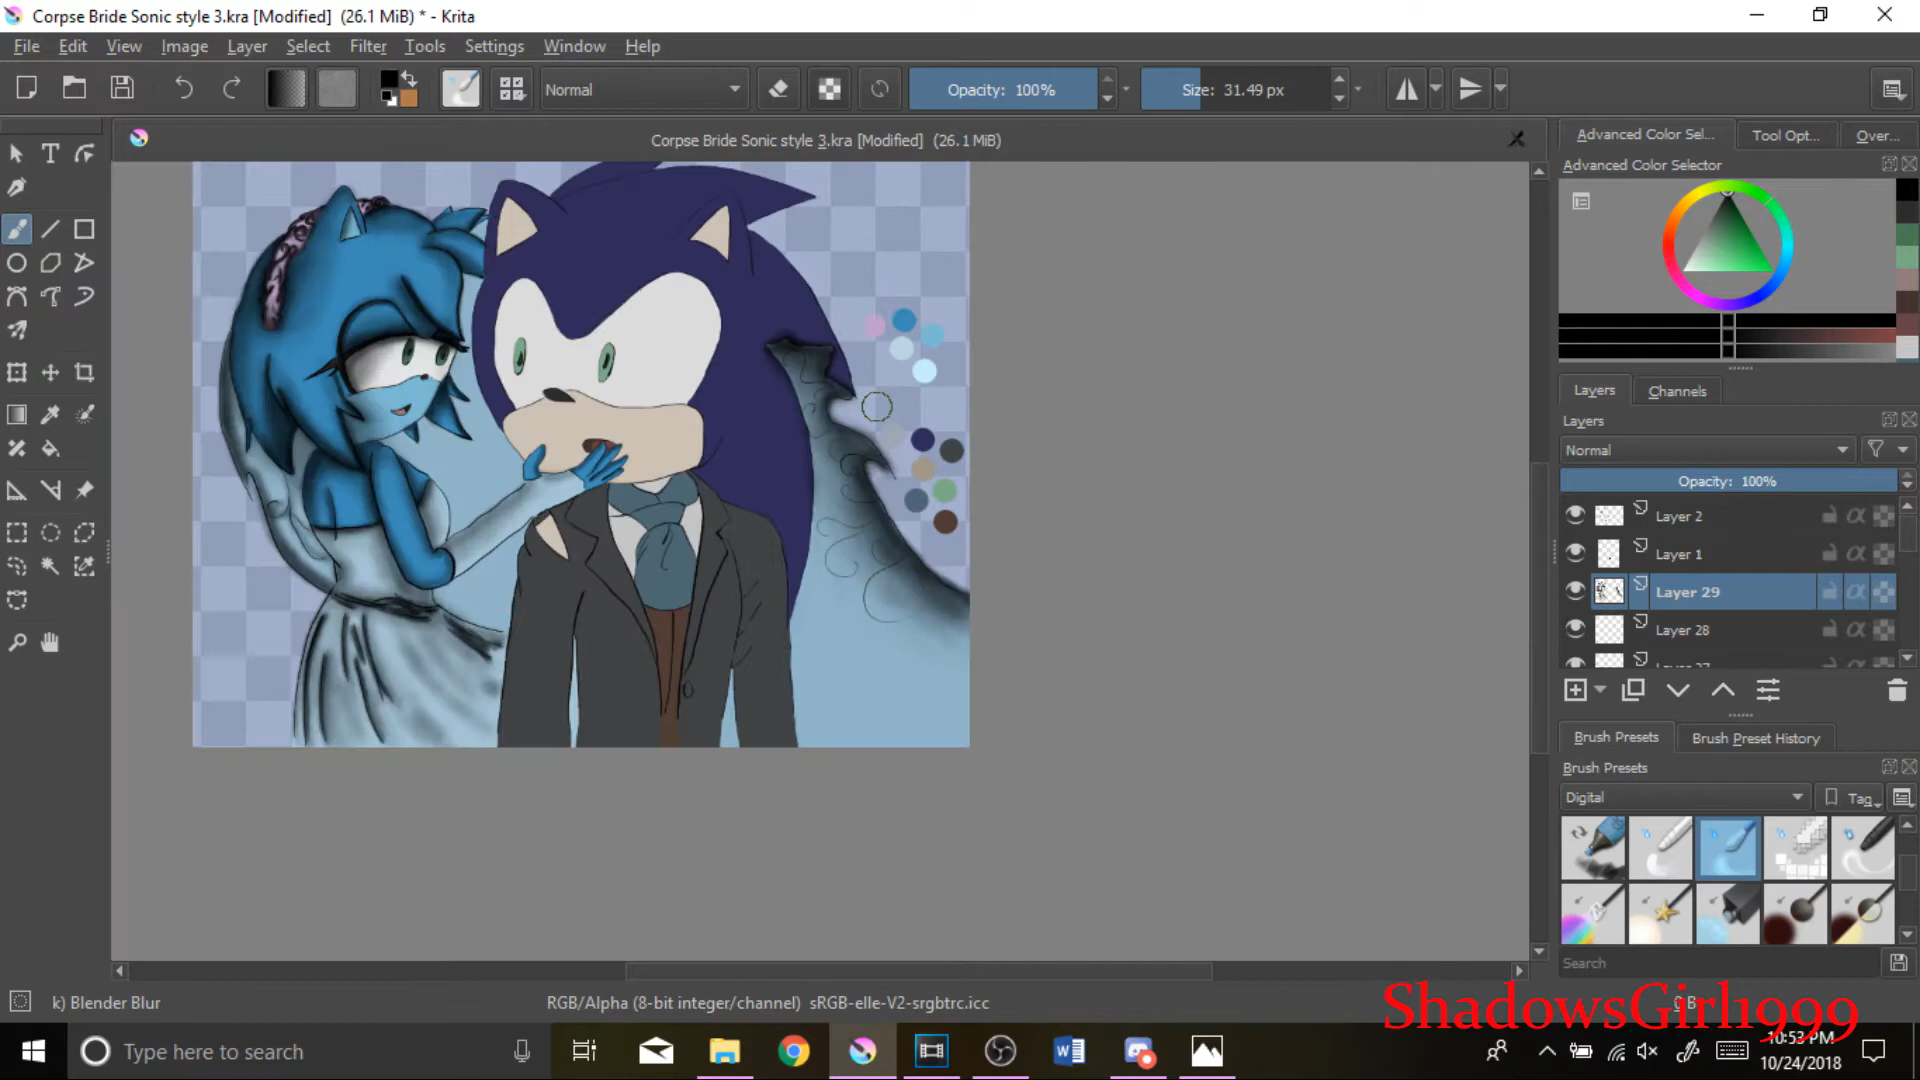 Corpse Bride Sonic style 3.kra [Modified] (26.1 MiB) * - Krita
File Edit View Image Layer Select Filter Tools Settings Window Help
Normal Opacity: 100% Size: 31.49 px
Corpse Bride Sonic style 3.kra [Modified] (26.1 MiB)
Advanced Color Sel... Tool Opt... Over...
Advanced Color Selector
Layers Channels
Layers
Normal
Opacity: 100%
Layer 2
Layer 1
Layer 29
Layer 28
Brush Presets Brush Preset History
Brush Presets
Digital Tag
Search
k) Blender Blur RGB/Alpha (8-bit integer/channel) sRGB-elle-V2-srgbtrc.icc
ShadowsGirl1999
Type here to search
10:53 PM
10/24/2018